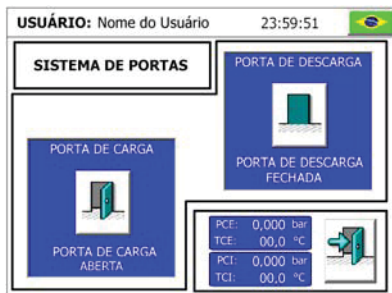 USUÁRIO: Nome do Usuário 23:59:51
SISTEMA DE PORTAS
PORTA DE DESCARGA
PORTA DE DESCARGA
FECHADA
PORTA DE CARGA
PORTA DE CARGA
ABERTA
PCE: 0,000 bar
TCE: 00,0 °C
PCI: 0,000 bar
TCI: 00,0 °C